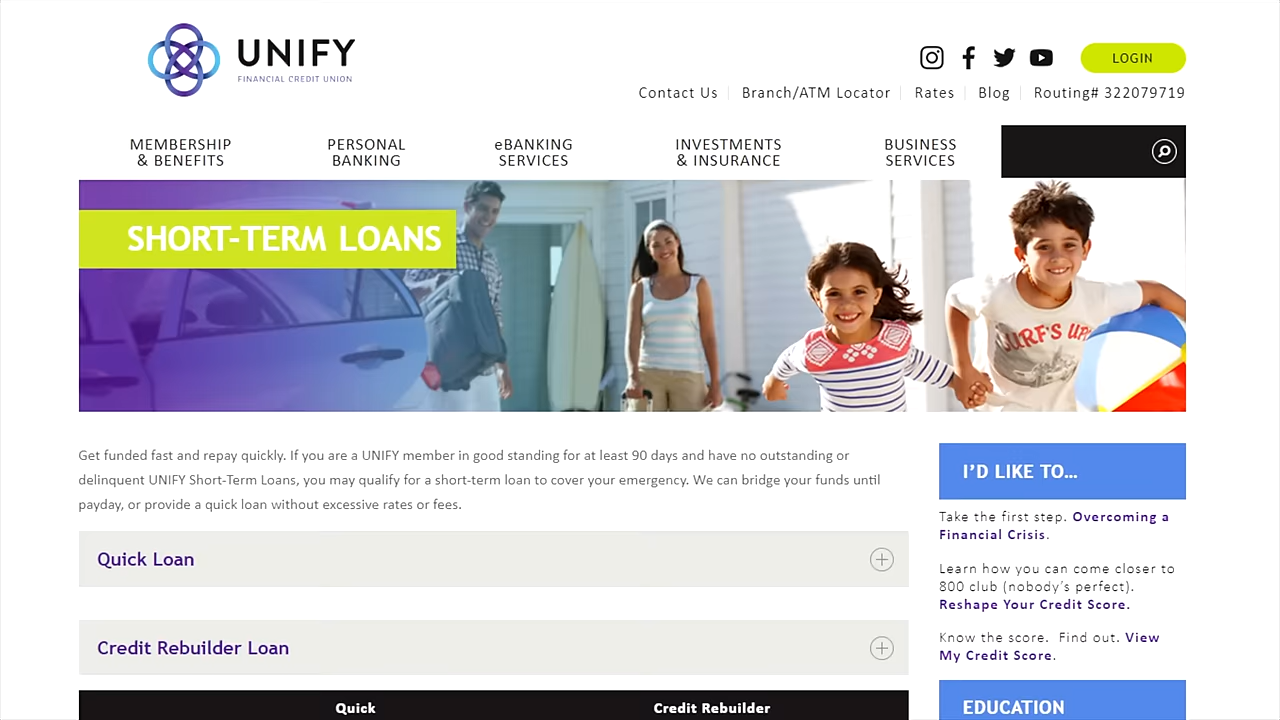 UNIFY
FINANCIAL CREDIT UNION
LOGIN
Contact Us
Branch/ATM Locator
Rates
Blog
Routing# 322079719
MEMBERSHIP
& BENEFITS
PERSONAL
BANKING
eBANKING
SERVICES
INVESTMENTS
& INSURANCE
BUSINESS
SERVICES
SHORT-TERM LOANS
SURF'S UP!
Get funded fast and repay quickly. If you are a UNIFY member in good standing for at least 90 days and have no outstanding or
delinquent UNIFY Short-Term Loans, you may qualify for a short-term loan to cover your emergency. We can bridge your funds until
payday, or provide a quick loan without excessive rates or fees.
Quick Loan
Credit Rebuilder Loan
Quick
Credit Rebuilder
I'D LIKE TO...
Take the first step. Overcoming a
Financial Crisis.
Learn how you can come closer to
800 club (nobody's perfect).
Reshape Your Credit Score.
Know the score. Find out. View
My Credit Score.
EDUCATION